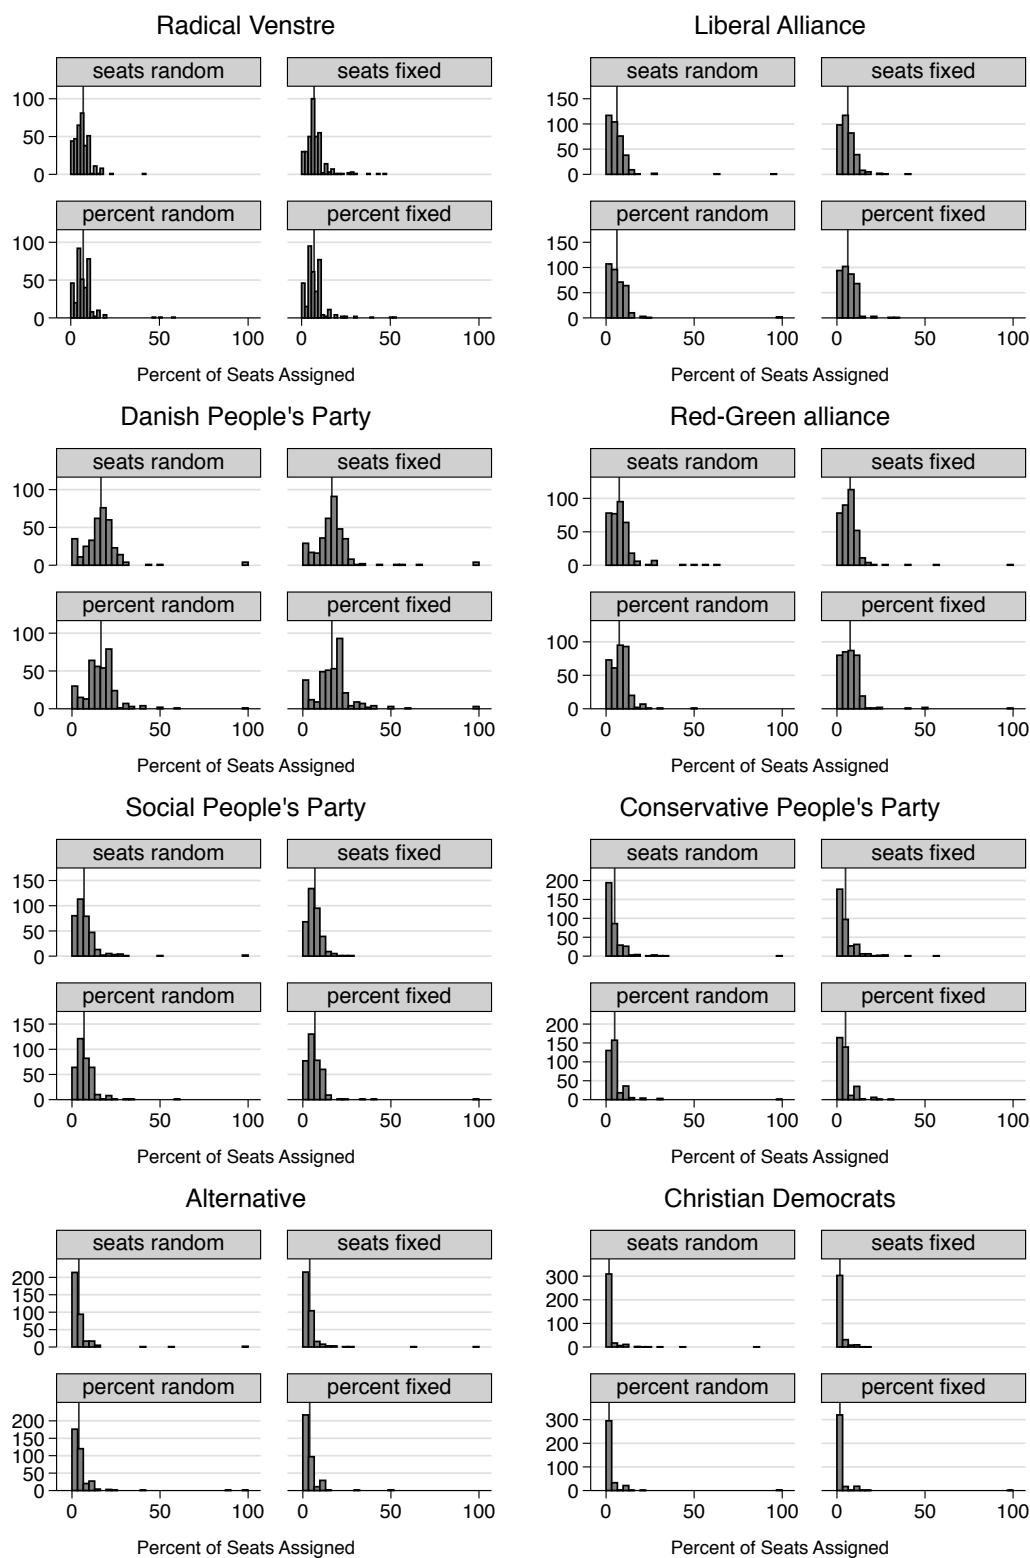 Radical Venstre
Liberal Alliance
seats random
seats fixed
seats random
seats fixed
100
50
0
150
100
50
0
percent random
percent fixed
percent random
percent fixed
100
50
0
150
100
50
0
0 50 100 0 50 100
0 50 100 0 50 100
Percent of Seats Assigned
Percent of Seats Assigned
Danish People's Party
Red-Green alliance
seats random
seats fixed
seats random
seats fixed
100
50
0
100
50
0
percent random
percent fixed
percent random
percent fixed
100
50
0
100
50
0
0 50 100 0 50 100
0 50 100 0 50 100
Percent of Seats Assigned
Percent of Seats Assigned
Social People's Party
Conservative People's Party
seats random
seats fixed
seats random
seats fixed
150
100
50
0
200
150
100
50
0
percent random
percent fixed
percent random
percent fixed
150
100
50
0
200
150
100
50
0
0 50 100 0 50 100
0 50 100 0 50 100
Percent of Seats Assigned
Percent of Seats Assigned
Alternative
Christian Democrats
seats random
seats fixed
seats random
seats fixed
200
150
100
50
0
300
200
100
0
percent random
percent fixed
percent random
percent fixed
200
150
100
50
0
300
200
100
0
0 50 100 0 50 100
0 50 100 0 50 100
Percent of Seats Assigned
Percent of Seats Assigned